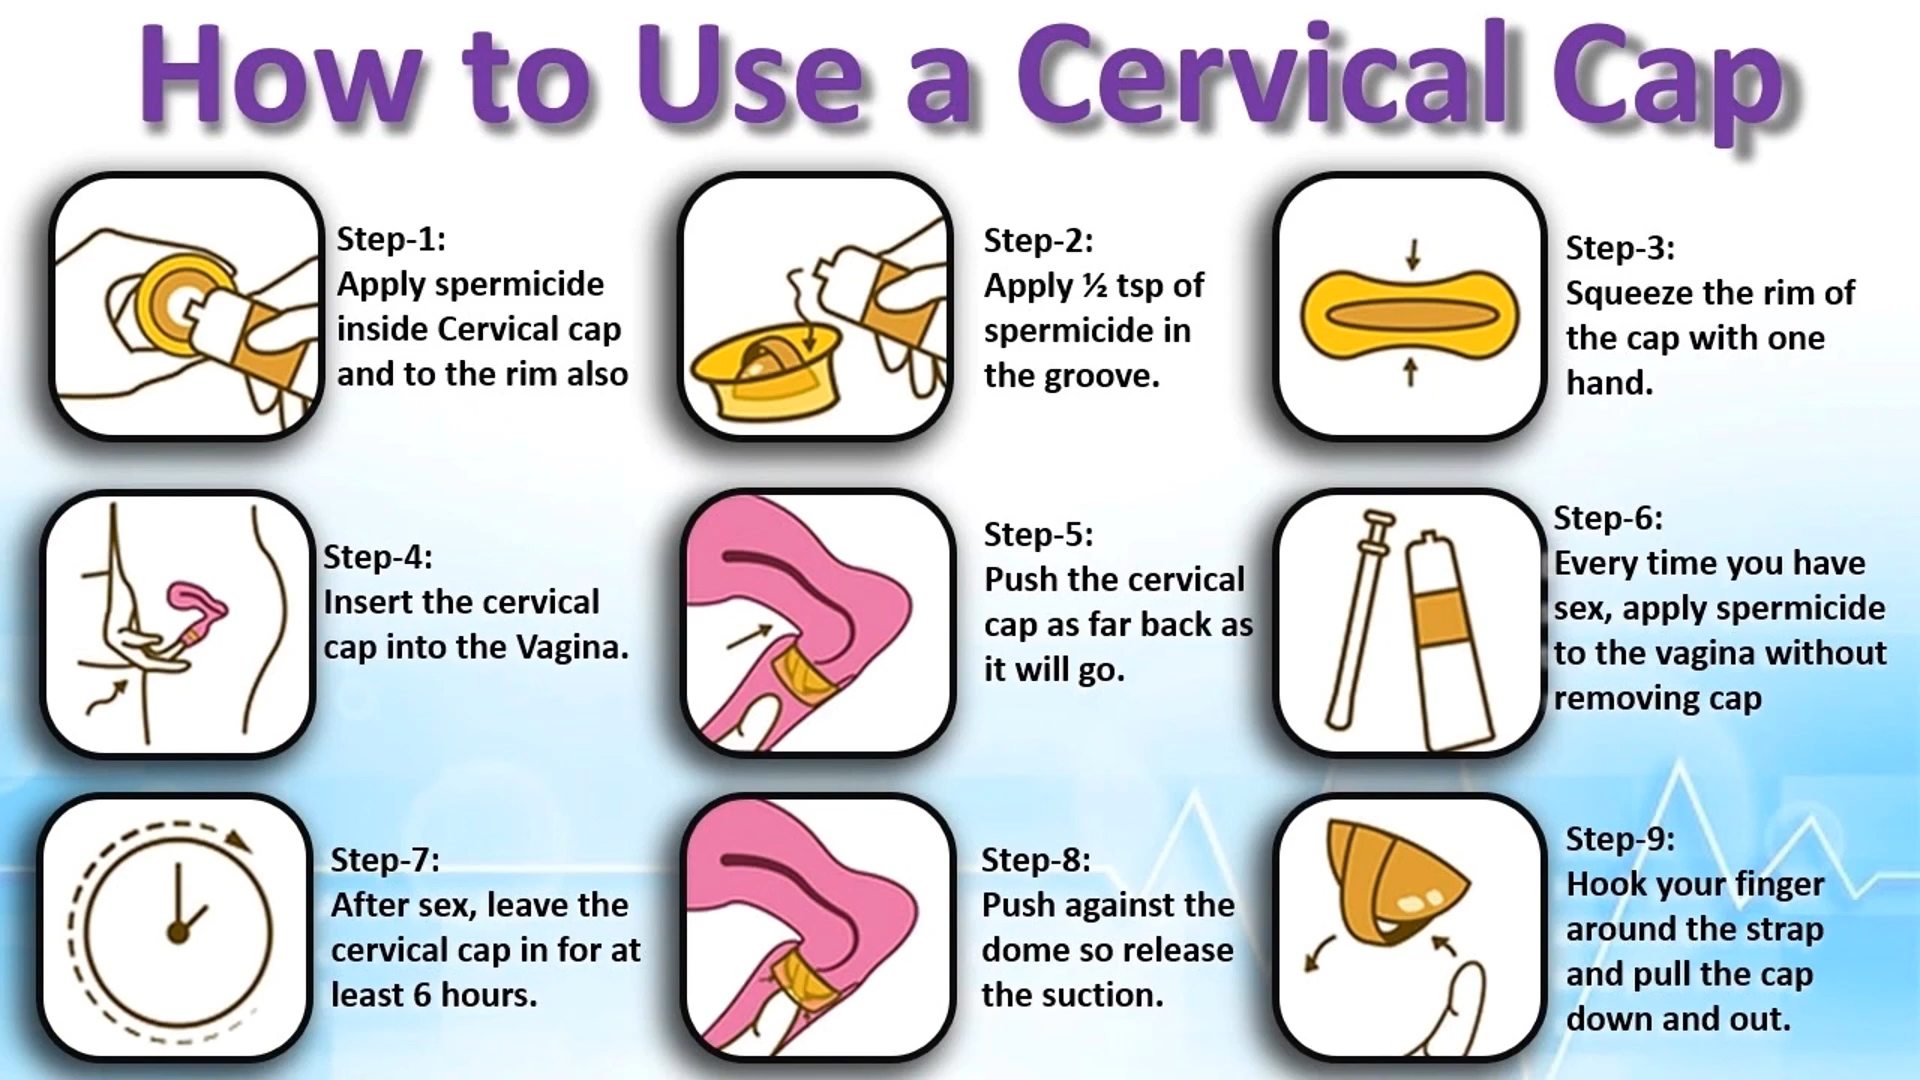 How to Use a Cervical Cap
Step-1:
Apply spermicide
inside Cervical cap
and to the rim also
Step-2:
Apply ½ tsp of
spermicide in
the groove.
Step-3:
Squeeze the rim of
the cap with one
hand.
Step-4:
Insert the cervical
cap into the Vagina.
Step-5:
Push the cervical
cap as far back as
it will go.
Step-6:
Every time you have
sex, apply spermicide
to the vagina without
removing cap
Step-7:
After sex, leave the
cervical cap in for at
least 6 hours.
Step-8:
Push against the
dome so release
the suction.
Step-9:
Hook your finger
around the strap
and pull the cap
down and out.